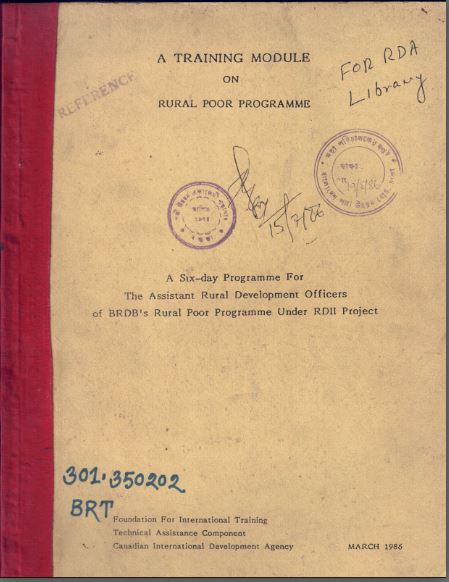 A TRAINING MODULE
ON
RURAL POOR PROGRAMME
REFERENCE
FOR RDA
Library
15/7/86
A Six-day Programme For
The Assistant Rural Development Officers
of BRDB's Rural Poor Programme Under RDII Project
301.350202
BRT
Foundation For International Training
Technical Assistance Component
Canadian International Development Agency
MARCH 1986